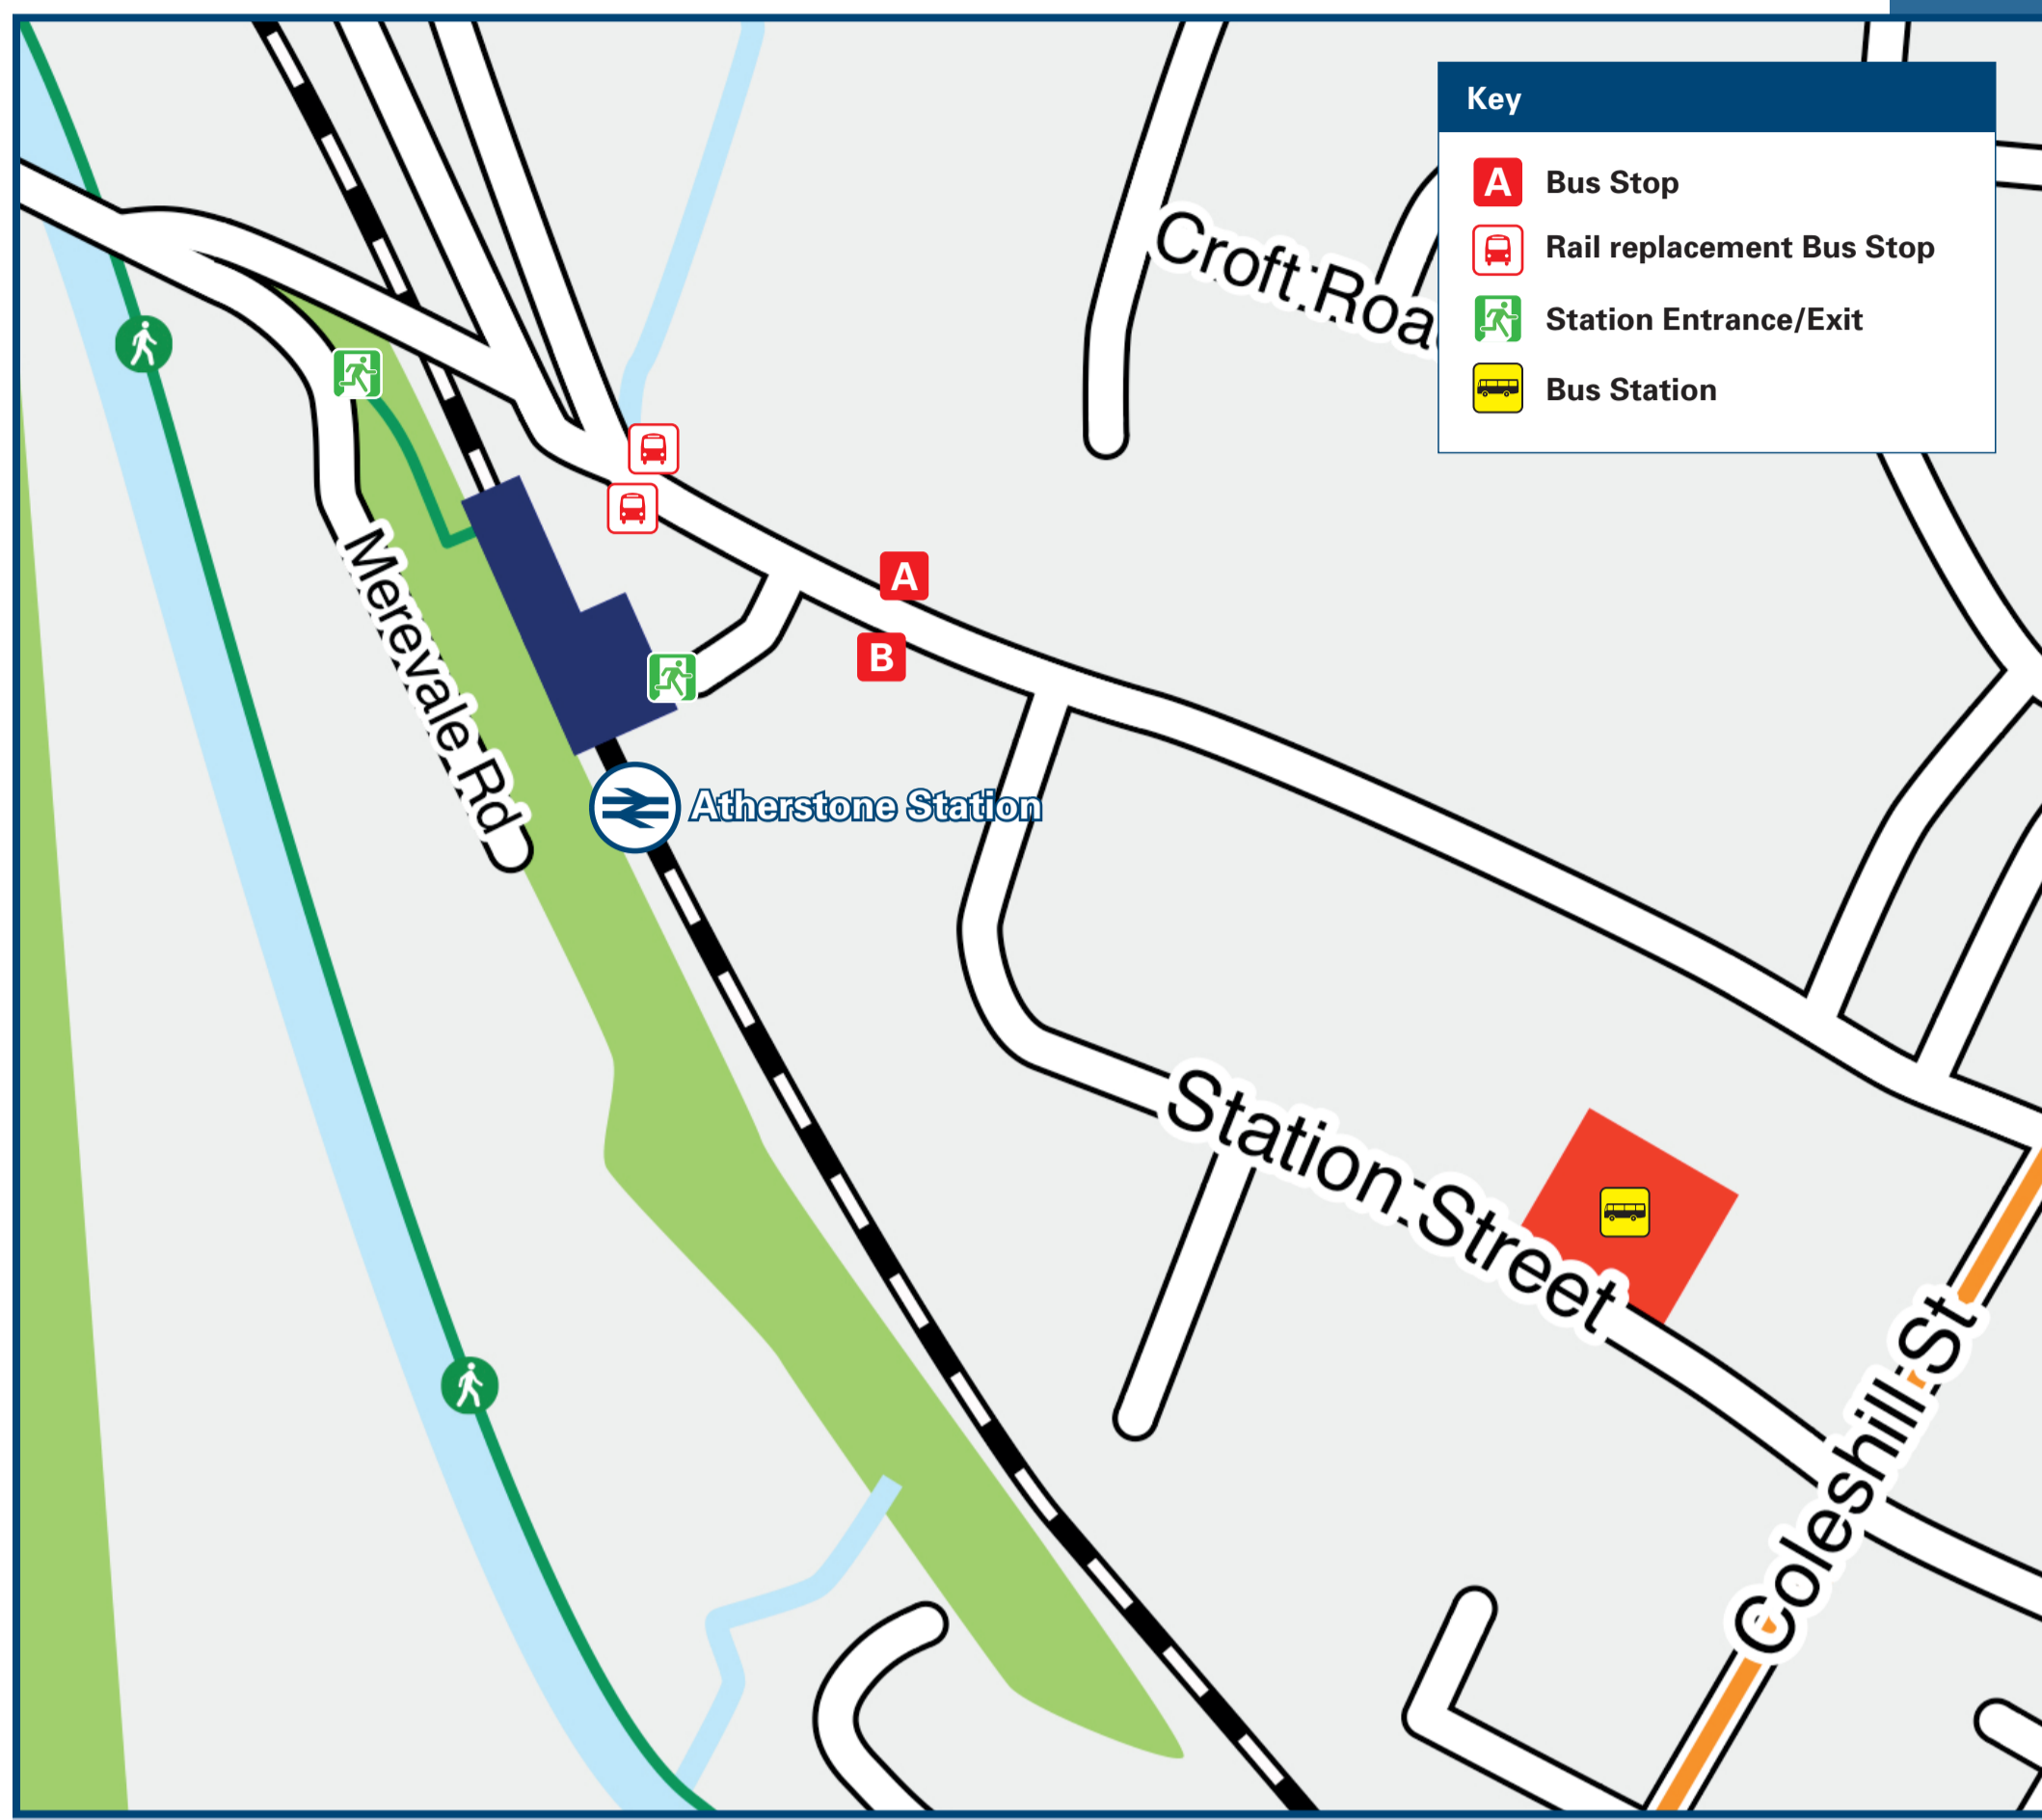 Key
A Bus Stop
Rail replacement Bus Stop
Station Entrance/Exit
Bus Station
Croft Roa
A
B
Merevale Rd
Atherstone Station
Station Street
Coleshill St